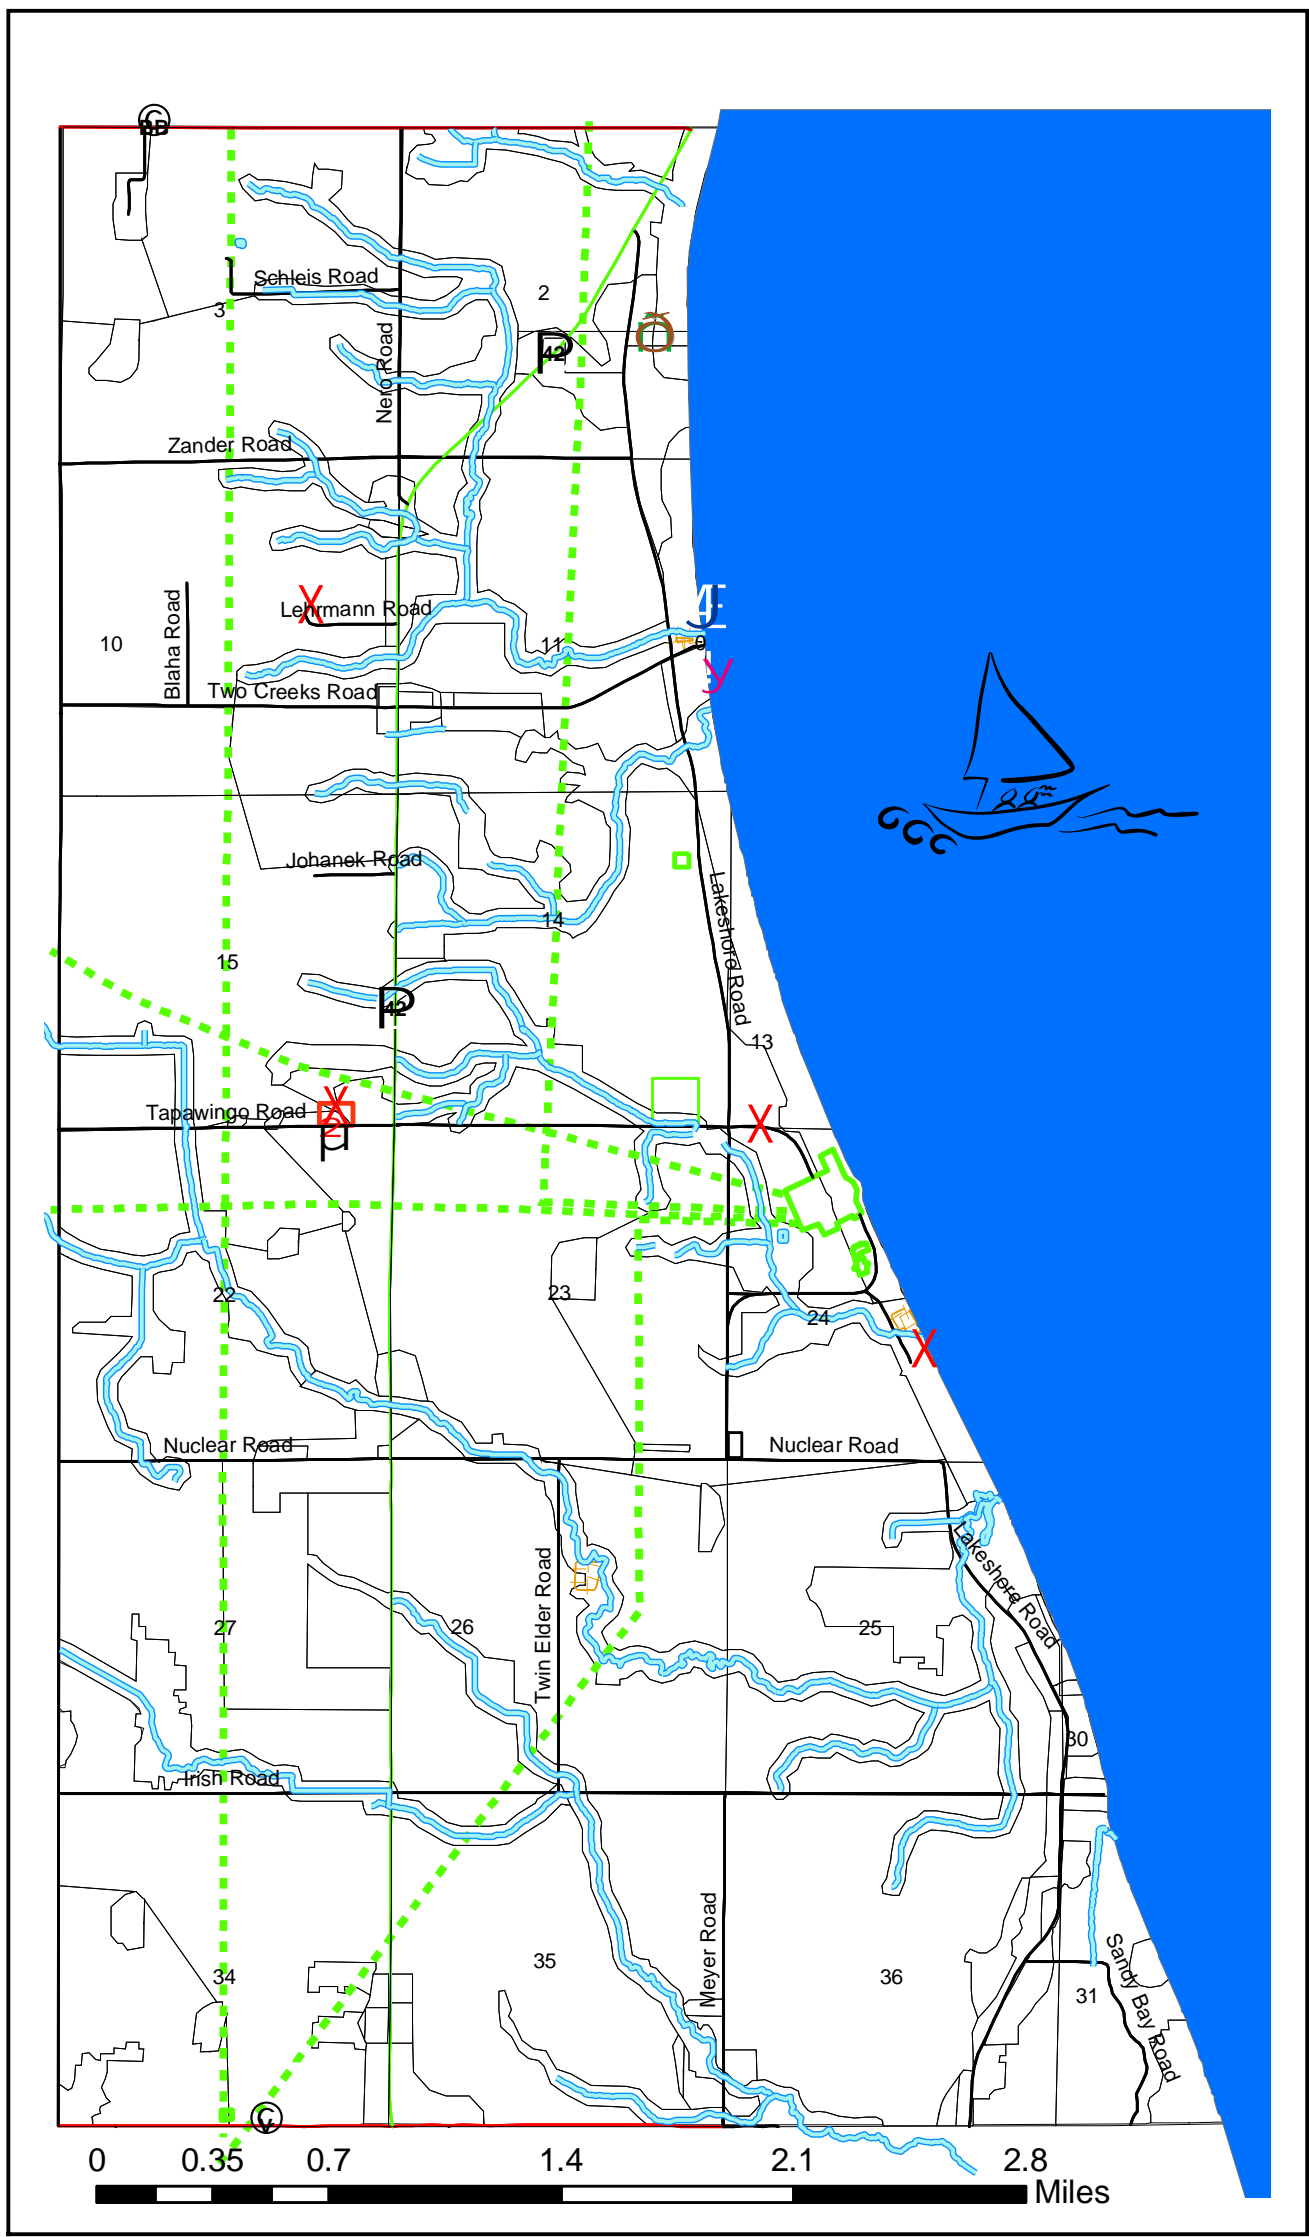 C
BB
Schleis Road
2
3
P
42
Nero Road
Zander Road
X
Lehrmann Road
Blaha Road
10
11
9
y
Two Creeks Road
Johanek Road
Lakeshore Road
14
15
P
42
13
X
Tapawingo Road
X
22
23
24
X
Nuclear Road
Nuclear Road
Lakeshore Road
Twin Elder Road
27
26
25
30
Irish Road
Meyer Road
35
34
36
31
Sandy Bay Road
C
V
0 0.35 0.7 1.4 2.1 2.8
Miles